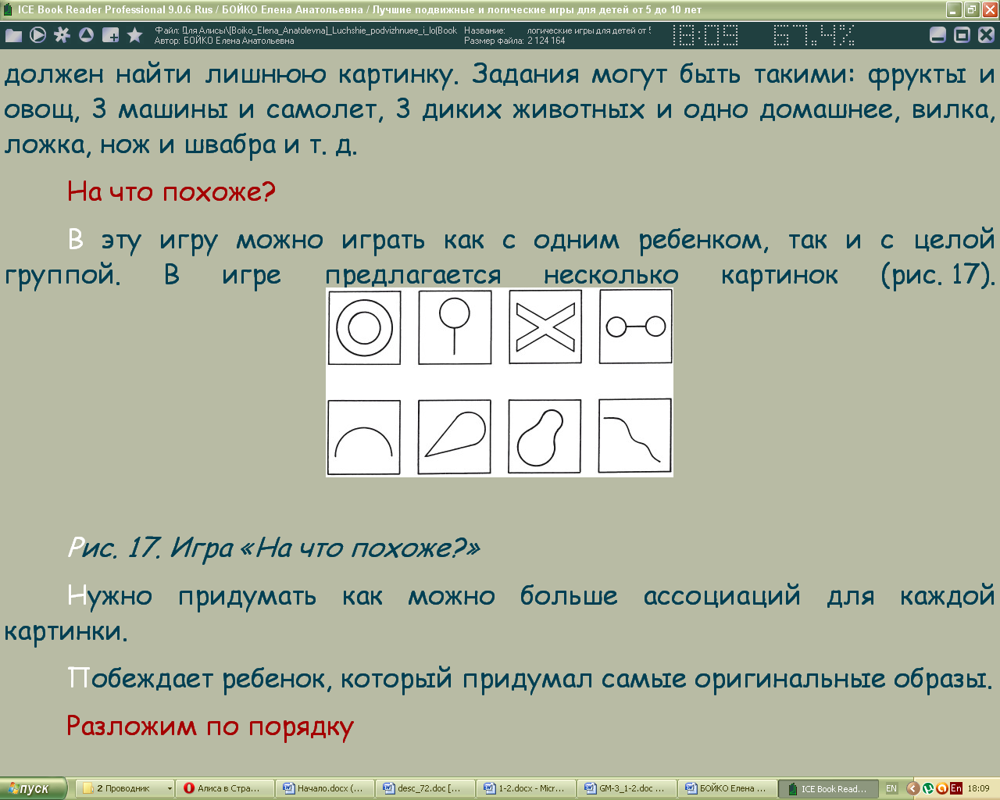 ICE Book Reader Professional 9.0.6 Rus / БОЙКО Елена Анатольевна / Лучшие подвижные и логические игры для детей от 5 до 10 лет
Файл: Для Алисы\[Boiko_Elena_Anatolevna]_Luchshie_podvizhnuee_i_lo(Book
Автор: БОЙКО Елена Анатольевна
Название: логические игры для детей от 5
Размер файла: 2 124 164
18:09
67.4%
должен найти лишнюю картинку. Задания могут быть такими: фрукты и
овощ, 3 машины и самолет, 3 диких животных и одно домашнее, вилка,
ложка, нож и швабра и т. д.
На что похоже?
В эту игру можно играть как с одним ребенком, так и с целой
группой. В игре предлагается несколько картинок (рис. 17).
Рис. 17. Игра «На что похоже?»
Нужно придумать как можно больше ассоциаций для каждой
картинки.
Побеждает ребенок, который придумал самые оригинальные образы.
Разложим по порядку
пуск
2 Проводник
Алиса в Стра...
Начало.docx (...
desc_72.doc [...
1-2.docx - Micr...
GM-3_1-2.doc ...
БОЙКО Елена ...
ICE Book Read...
EN
En
18:09